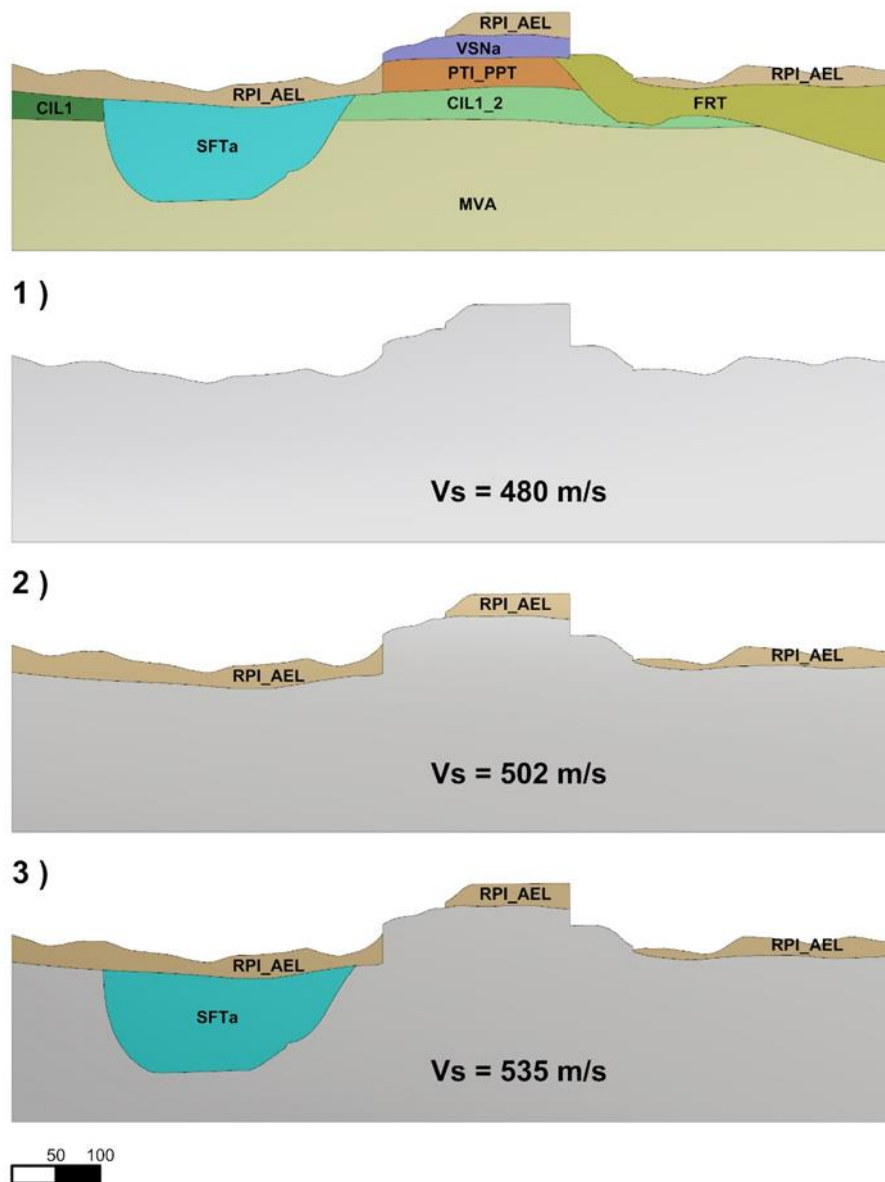 RPI_AEL
VSNa
PTI_PPT
RPI_AEL
RPI_AEL
CIL1
CIL1_2
FRT
SFTa
MVA
1 )
Vs = 480 m/s
2 )
RPI_AEL
RPI_AEL
RPI_AEL
Vs = 502 m/s
3 )
RPI_AEL
RPI_AEL
RPI_AEL
SFTa
Vs = 535 m/s
50 100